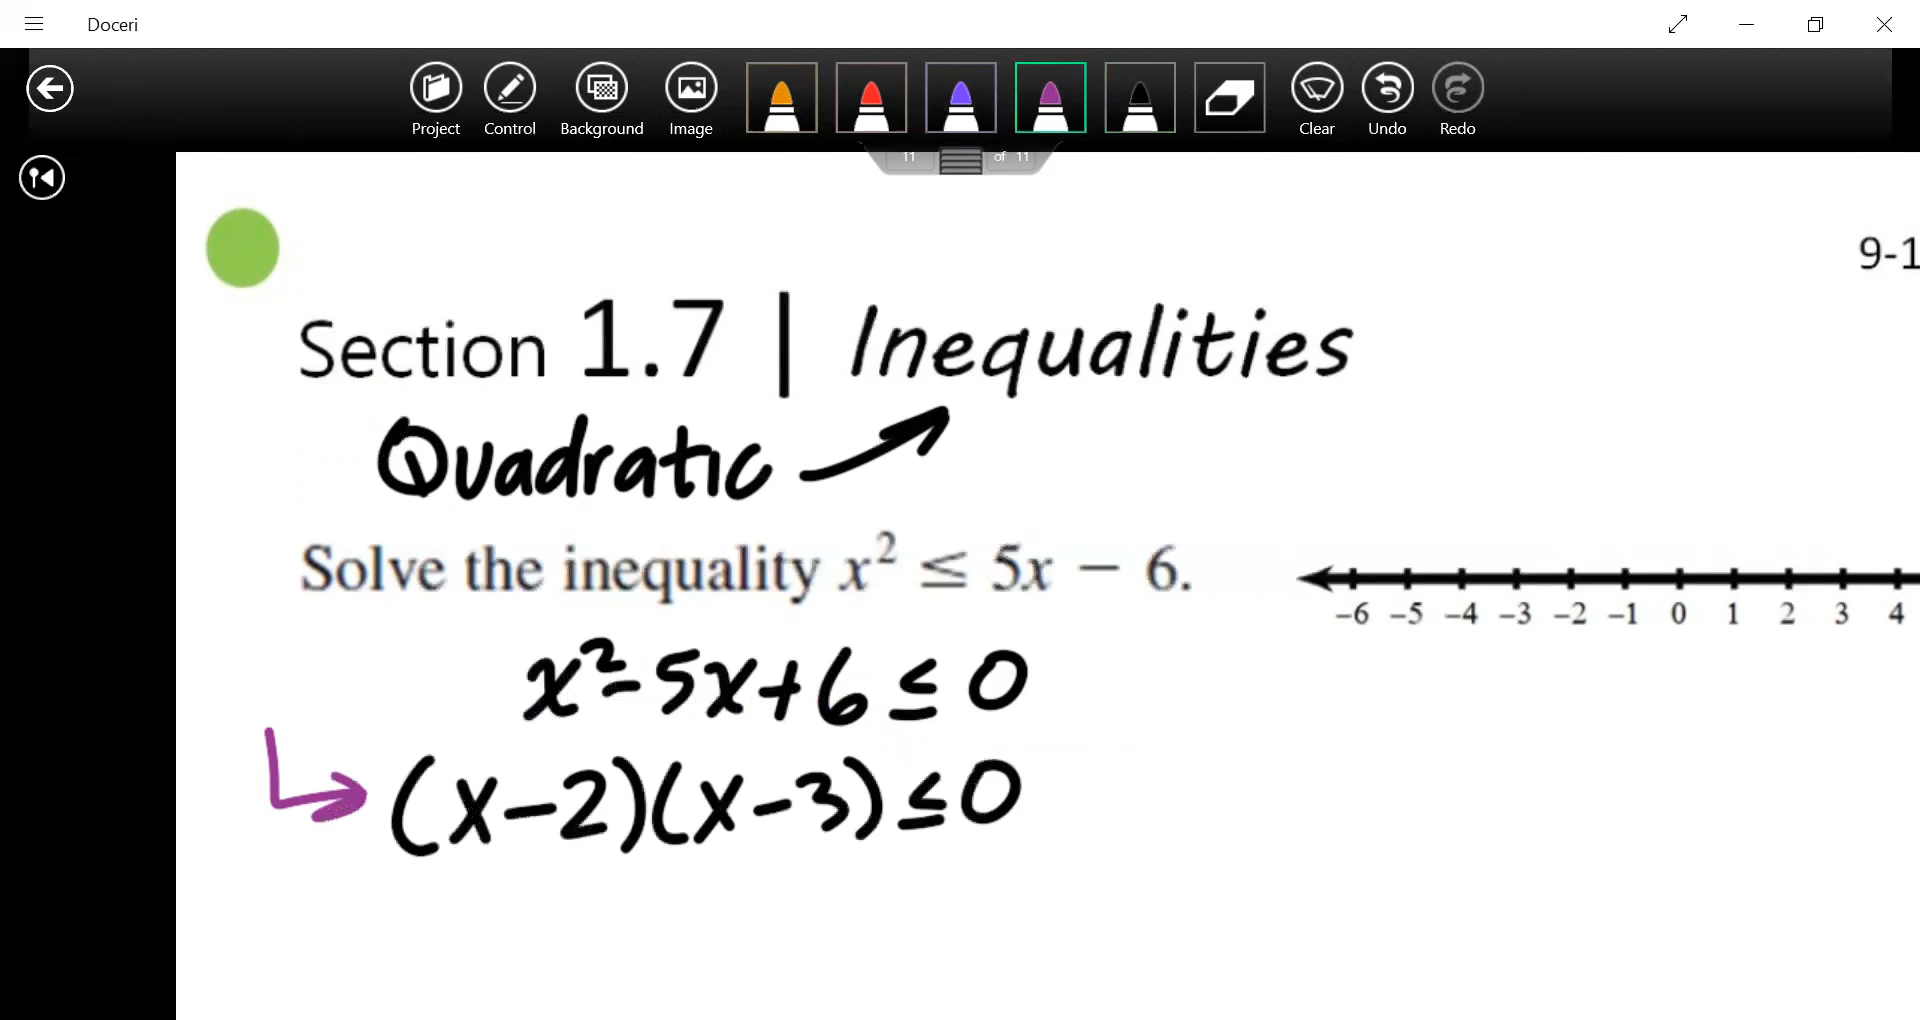 Doceri
Project Control Background Image Clear Undo Redo
11 of 11
9-1
Section 1.7 | Inequalities
Quadratic
Solve the inequality x² ≤ 5x − 6.
−6 −5 −4 −3 −2 −1 0 1 2 3 4
x²-5x+6≤0
(x-2)(x-3)≤0